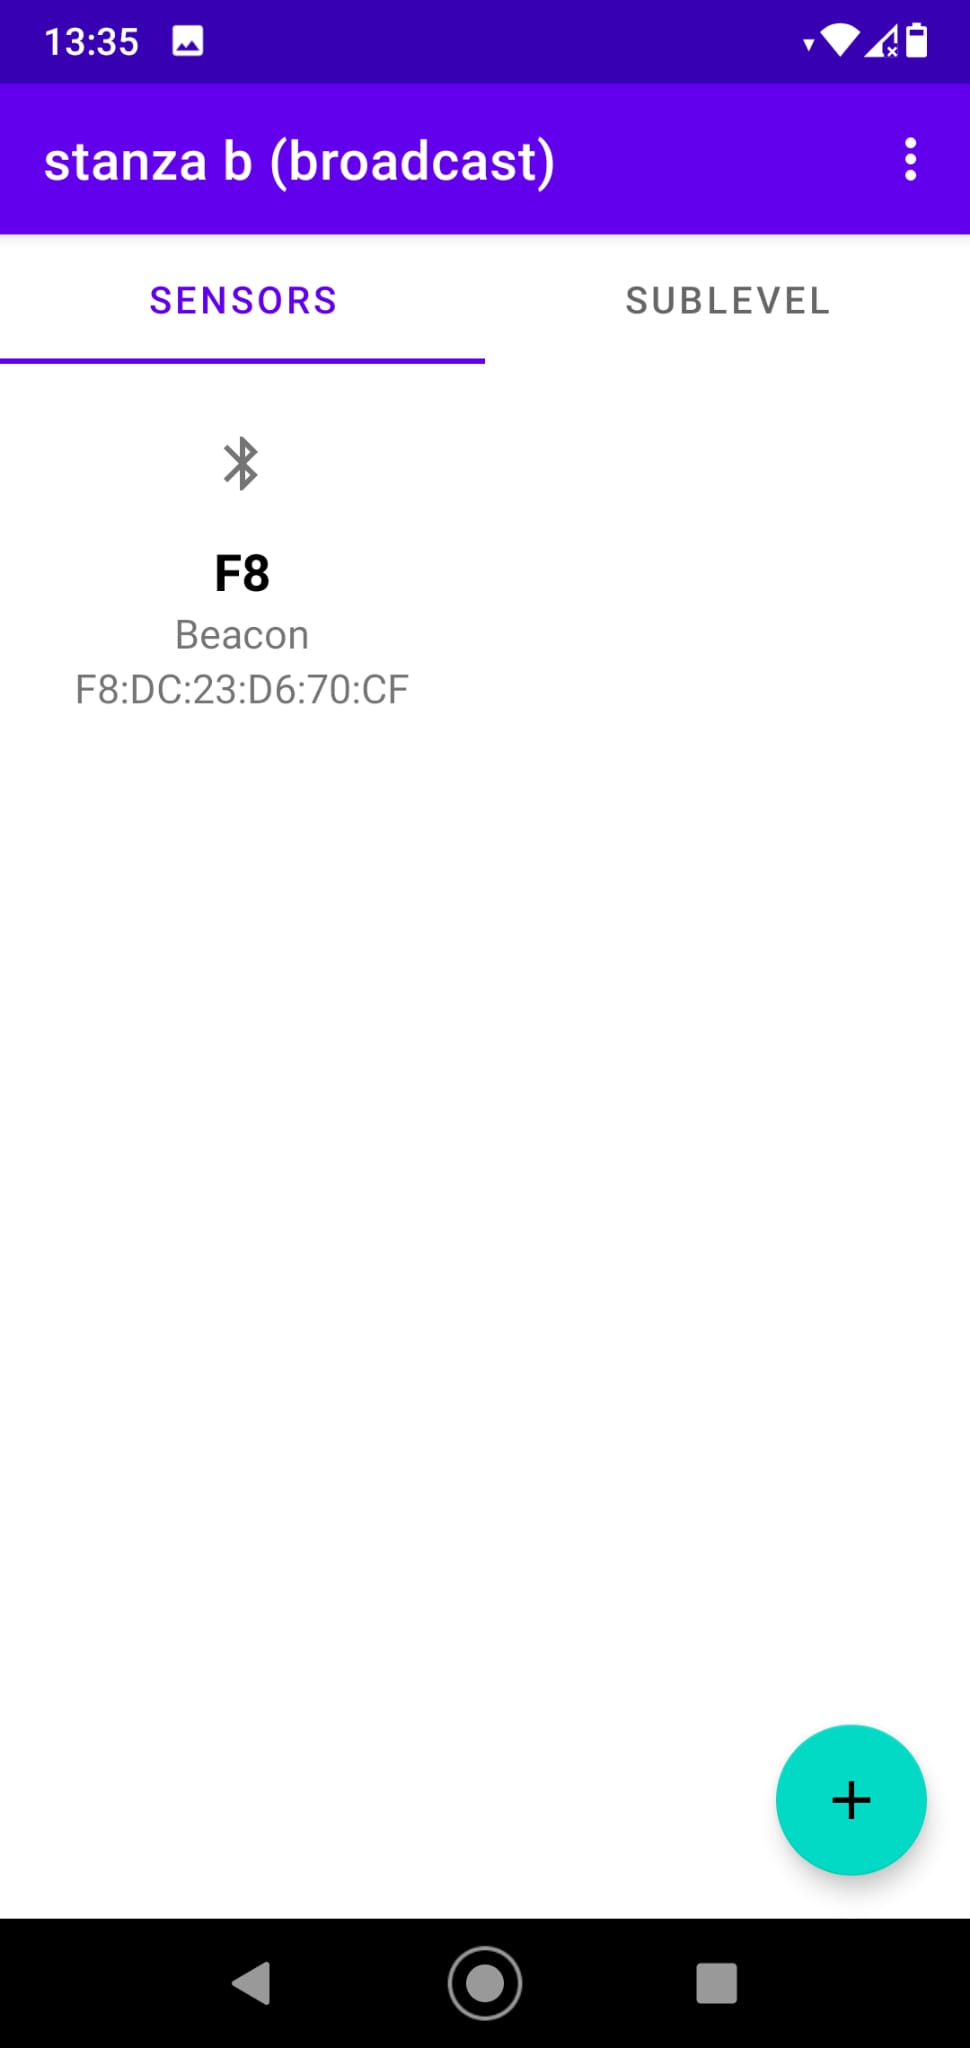 13:35
stanza b (broadcast)
SENSORS
SUBLEVEL
F8
Beacon
F8:DC:23:D6:70:CF